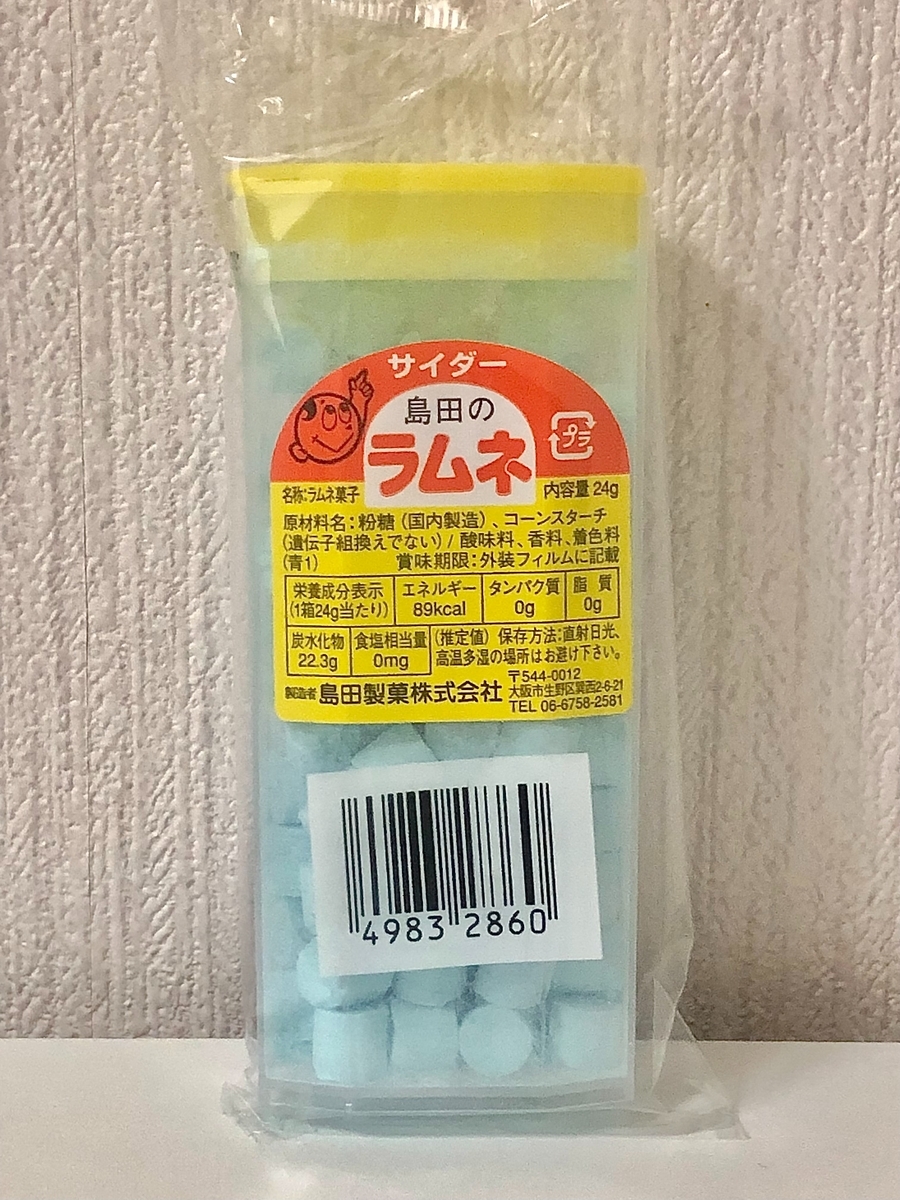 サイダー
島田の
ラムネ
プラ
名称:ラムネ菓子
内容量 24g
原材料名:粉糖(国内製造)、コーンスターチ
(遺伝子組換えでない)/ 酸味料、香料、着色料
(青1) 賞味期限:外装フィルムに記載
栄養成分表示
(1箱24g当たり)
エネルギー
89kcal
タンパク質
0g
脂 質
0g
炭水化物
22.3g
食塩相当量
0mg
(推定値) 保存方法:直射日光、
高温多湿の場所はお避け下さい。
製造者 島田製菓株式会社
〒544-0012
大阪市生野区巽西2-6-21
TEL 06-6758-2581
4983 2860